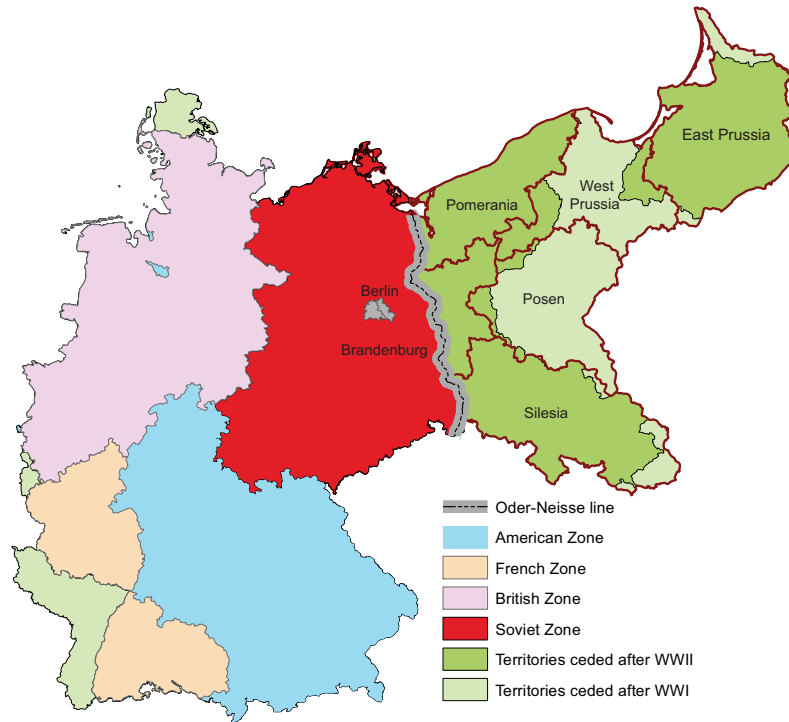 East Prussia
West
Prussia
Pomerania
Berlin
Posen
Brandenburg
Silesia
Oder-Neisse line
American Zone
French Zone
British Zone
Soviet Zone
Territories ceded after WWII
Territories ceded after WWI